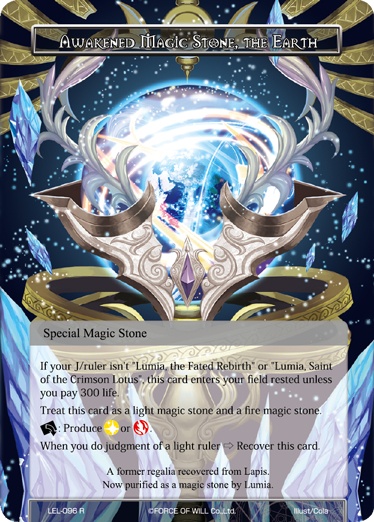 Awakened Magic Stone, the Earth
Special Magic Stone
If your J/ruler isn't "Lumia, the Fated Rebirth" or "Lumia, Saint
of the Crimson Lotus", this card enters your field rested unless
you pay 300 life.
Treat this card as a light magic stone and a fire magic stone.
: Produce or .
When you do judgment of a light ruler ⇨ Recover this card.
A former regalia recovered from Lapis.
Now purified as a magic stone by Lumia.
LEL-096 R ©FORCE OF WILL Co.,Ltd. Illust/Cola